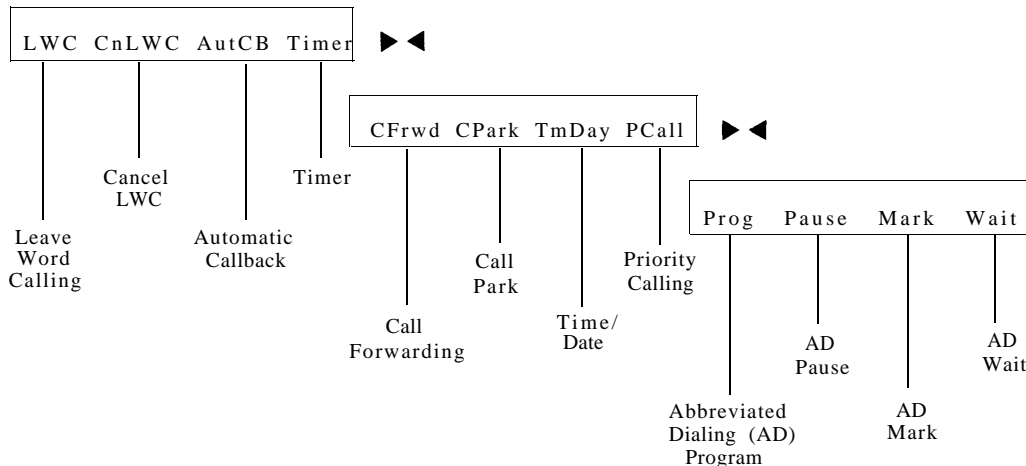 LWC CnLWC AutCB Timer
CFrwd CPark TmDay PCall
Cancel
LWC
Timer
Prog Pause Mark Wait
Leave
Word
Calling
Automatic
Callback
Call
Park
Priority
Calling
Call
Forwarding
Time/
Date
AD
Pause
AD
Wait
Abbreviated
Dialing (AD)
Program
AD
Mark